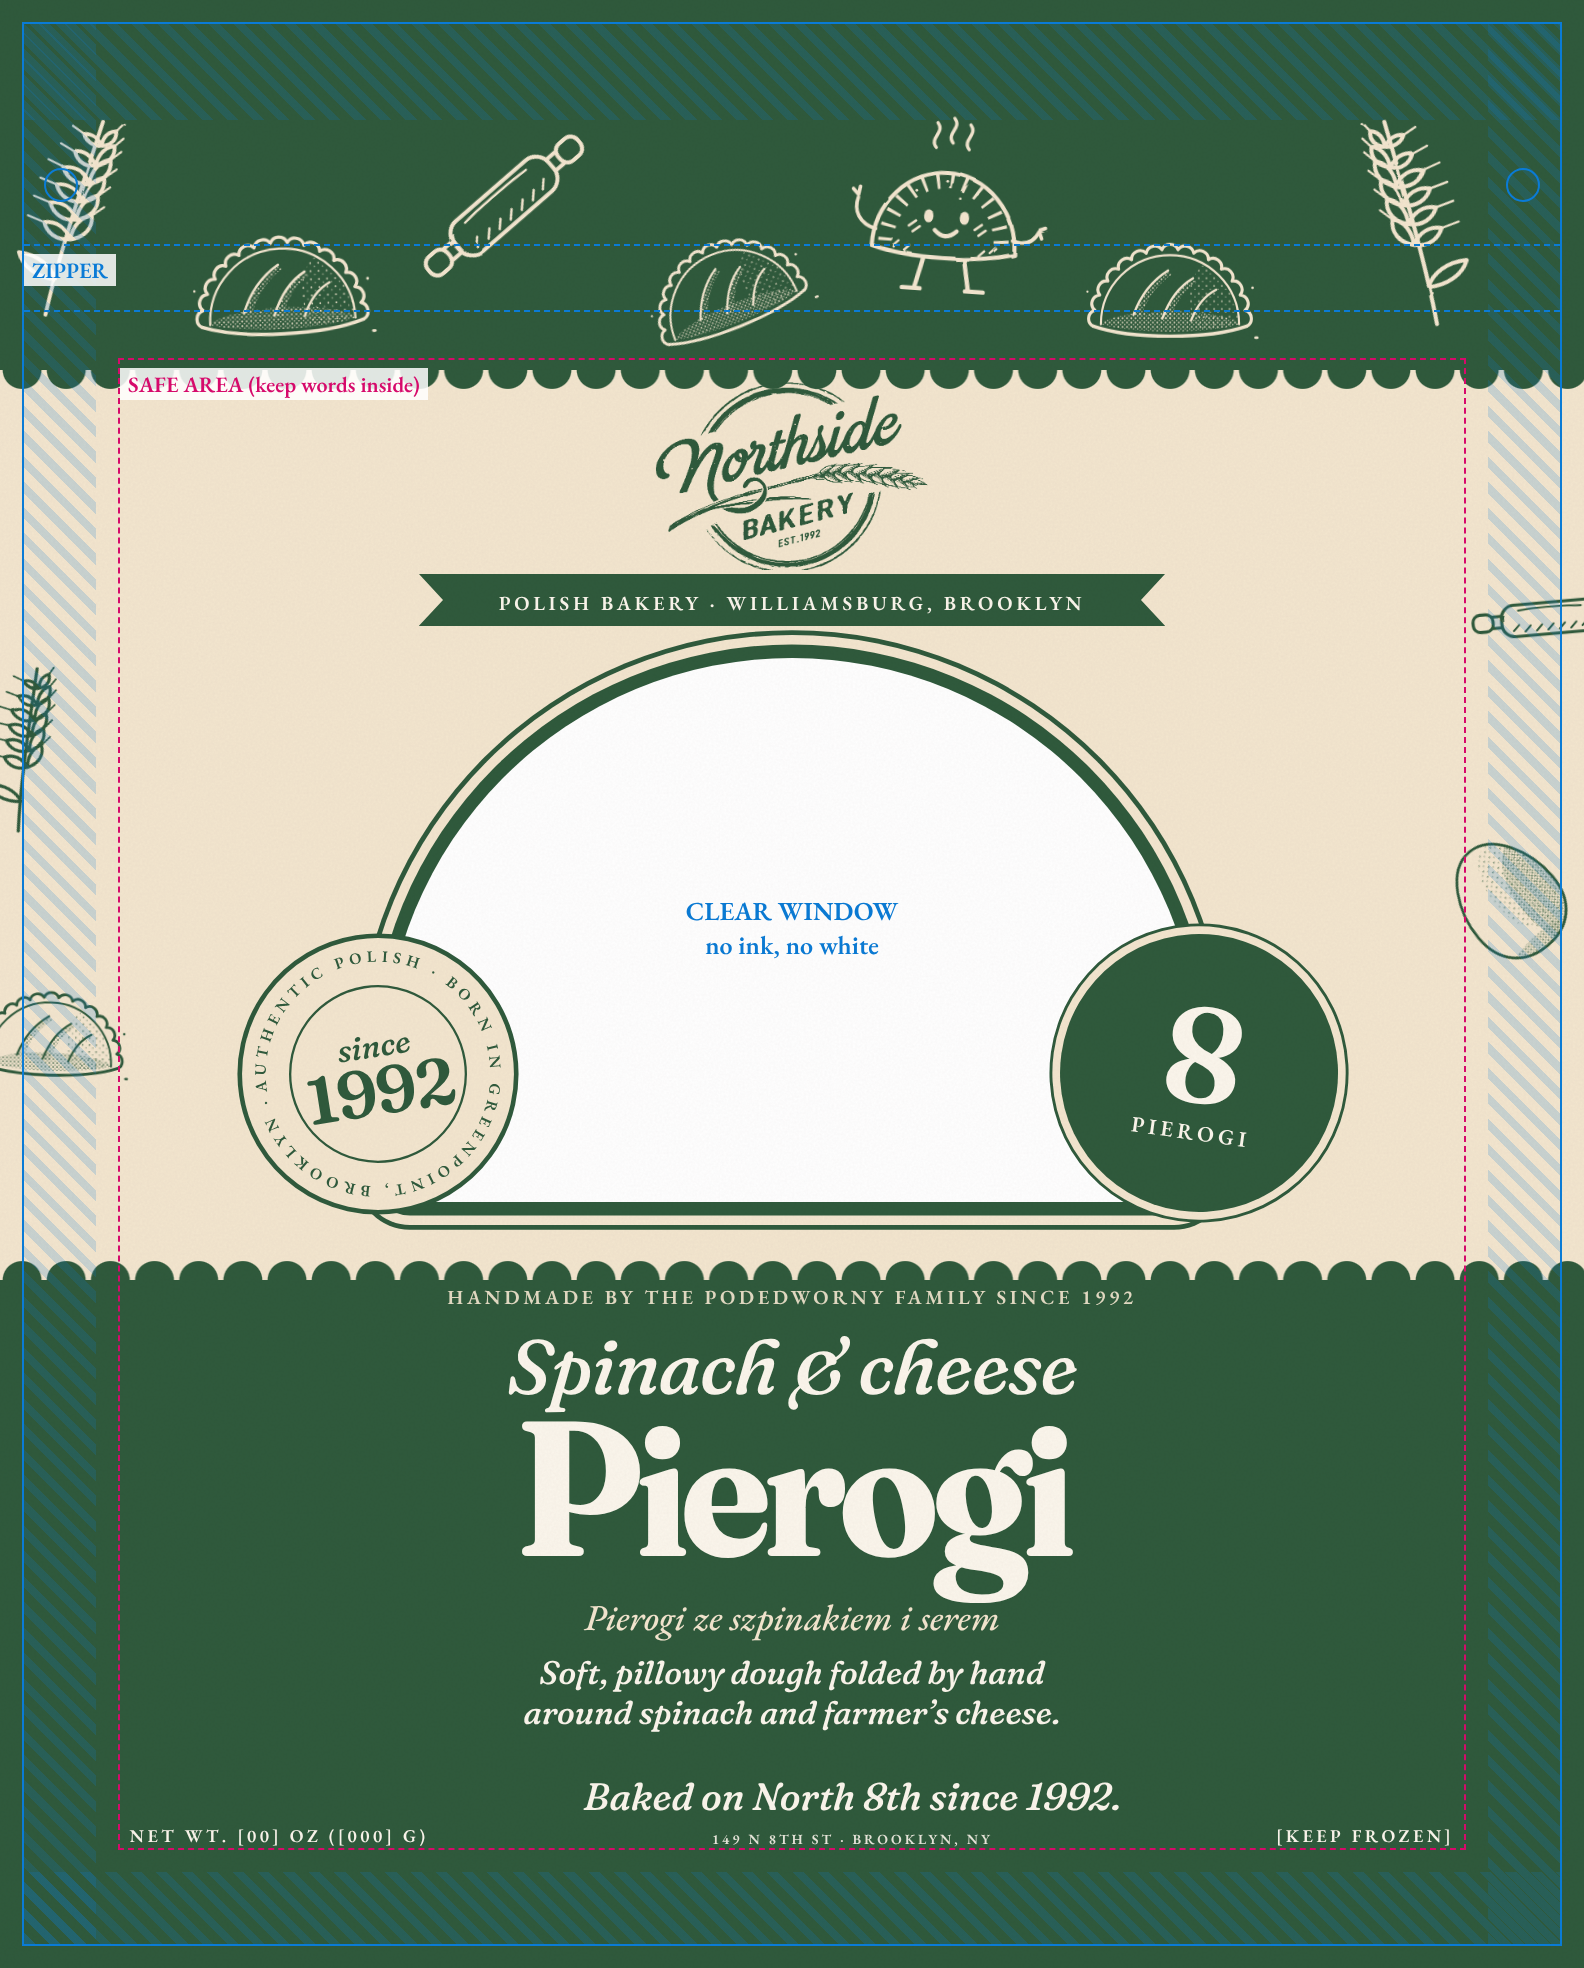 ZIPPER
SAFE AREA (keep words inside)
Northside
BAKERY
EST.1992
POLISH BAKERY · WILLIAMSBURG, BROOKLYN
CLEAR WINDOW
no ink, no white
AUTHENTIC POLISH · BORN IN GREENPOINT, BROOKLYN ·
since
1992
8
PIEROGI
HANDMADE BY THE PODEDWORNY FAMILY SINCE 1992
Spinach & cheese
Pierogi
Pierogi ze szpinakiem i serem
Soft, pillowy dough folded by hand
around spinach and farmer’s cheese.
Baked on North 8th since 1992.
NET WT. [00] OZ ([000] G)
149 N 8TH ST · BROOKLYN, NY
[KEEP FROZEN]